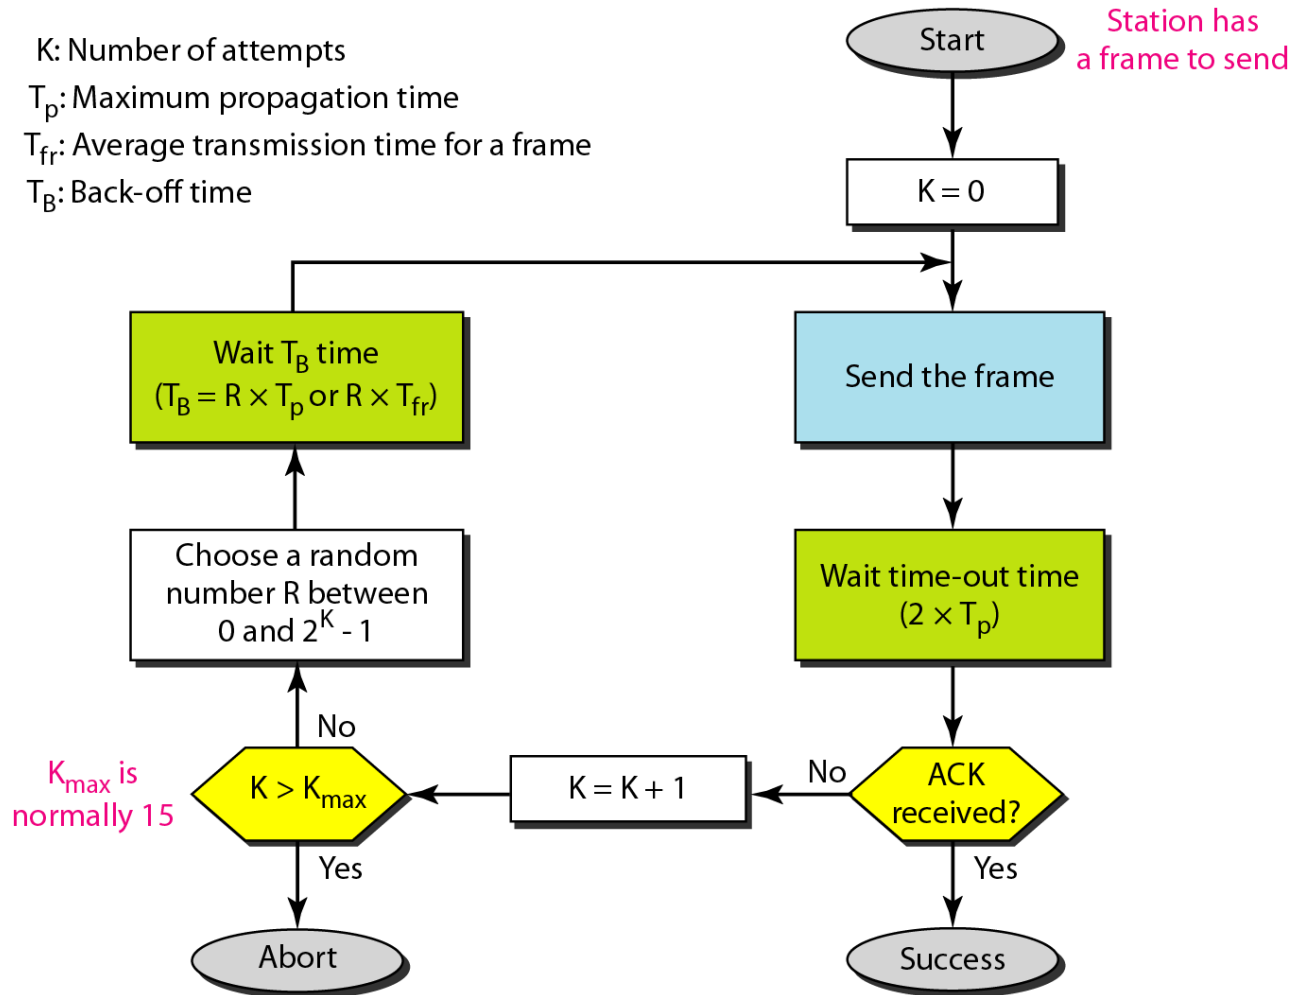 K: Number of attempts
Tp: Maximum propagation time
Tfr: Average transmission time for a frame
TB: Back-off time
Start
Station has
a frame to send
K = 0
Wait TB time
(TB = R × Tp or R × Tfr)
Send the frame
Choose a random
number R between
0 and 2^K - 1
Wait time-out time
(2 × Tp)
No
Kmax is
normally 15
K > Kmax
K = K + 1
No
ACK
received?
Yes
Yes
Abort
Success